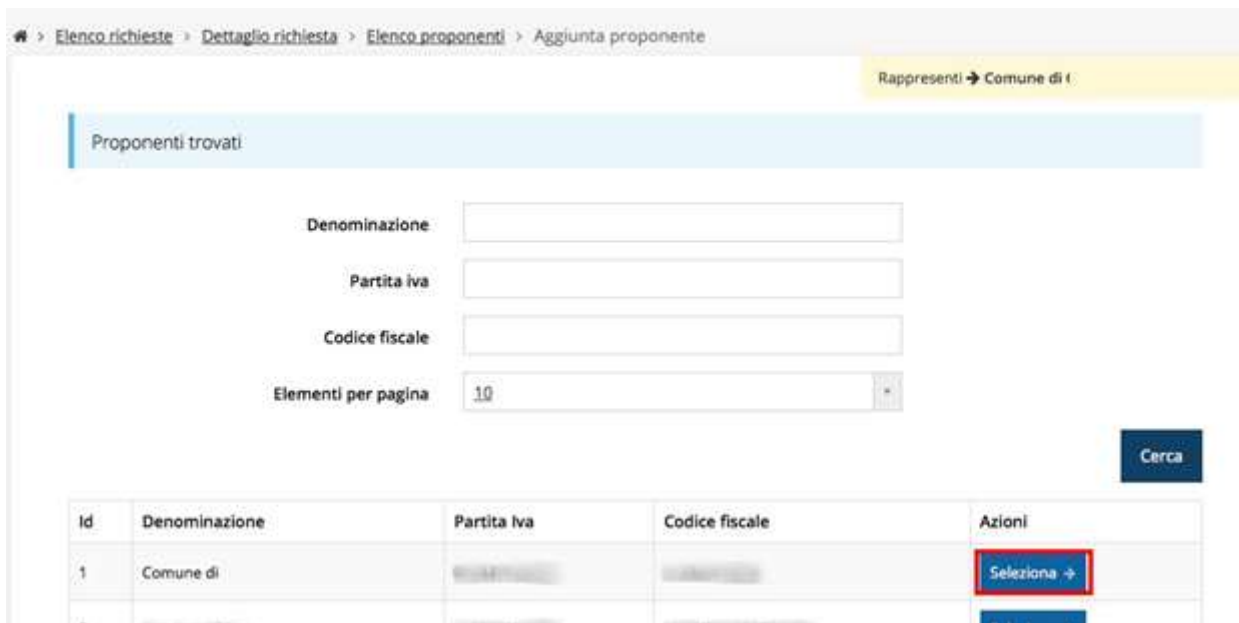 > Elenco richieste > Dettaglio richiesta > Elenco proponenti > Aggiunta proponente
Rappresenti → Comune di
Proponenti trovati
Denominazione
Partita iva
Codice fiscale
Elementi per pagina 10
Cerca
Id Denominazione Partita Iva Codice fiscale Azioni
1 Comune di Seleziona →